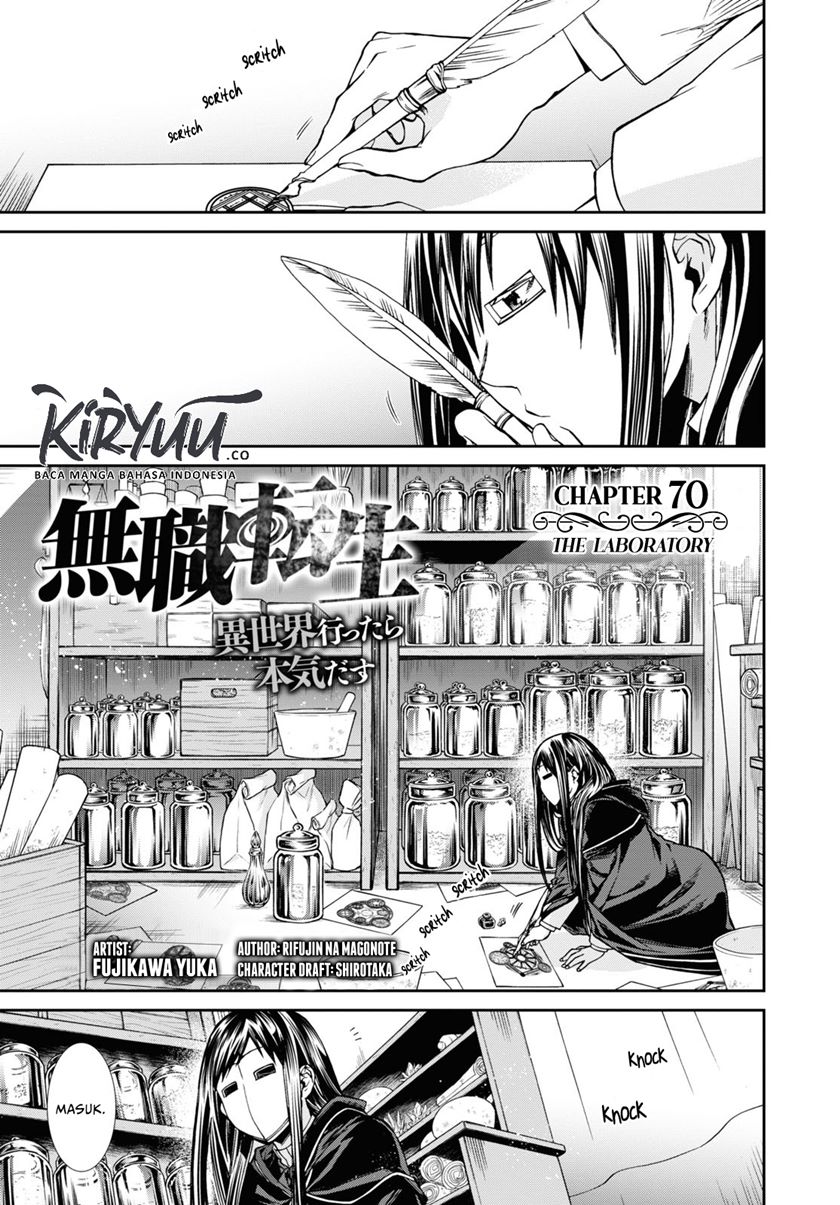 scritch
scritch
scritch
KiRYUU.CO
BACA MANGA BAHASA INDONESIA
無職転生
異世界行ったら
本気だす
CHAPTER 70
THE LABORATORY
scritch
scritch
scritch
ARTIST:
FUJIKAWA YUKA
AUTHOR: RIFUJIN NA MAGONOTE
CHARACTER DRAFT: SHIROTAKA
KNOCK
KNOCK
MASUK.